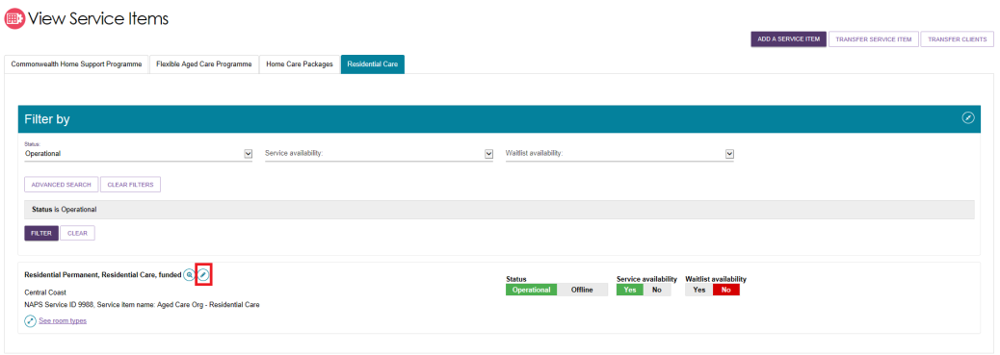 View Service Items
ADD A SERVICE ITEM TRANSFER SERVICE ITEM TRANSFER CLIENTS
Commonwealth Home Support Programme Flexible Aged Care Programme Home Care Packages Residential Care
Filter by
Status:
Operational Service availability: Waitlist availability:
ADVANCED SEARCH CLEAR FILTERS
Status is Operational
FILTER CLEAR
Residential Permanent, Residential Care, funded
Status Service availability Waitlist availability
Operational Offline Yes No Yes No
Central Coast
NAPS Service ID 9988, Service item name: Aged Care Org - Residential Care
See room types